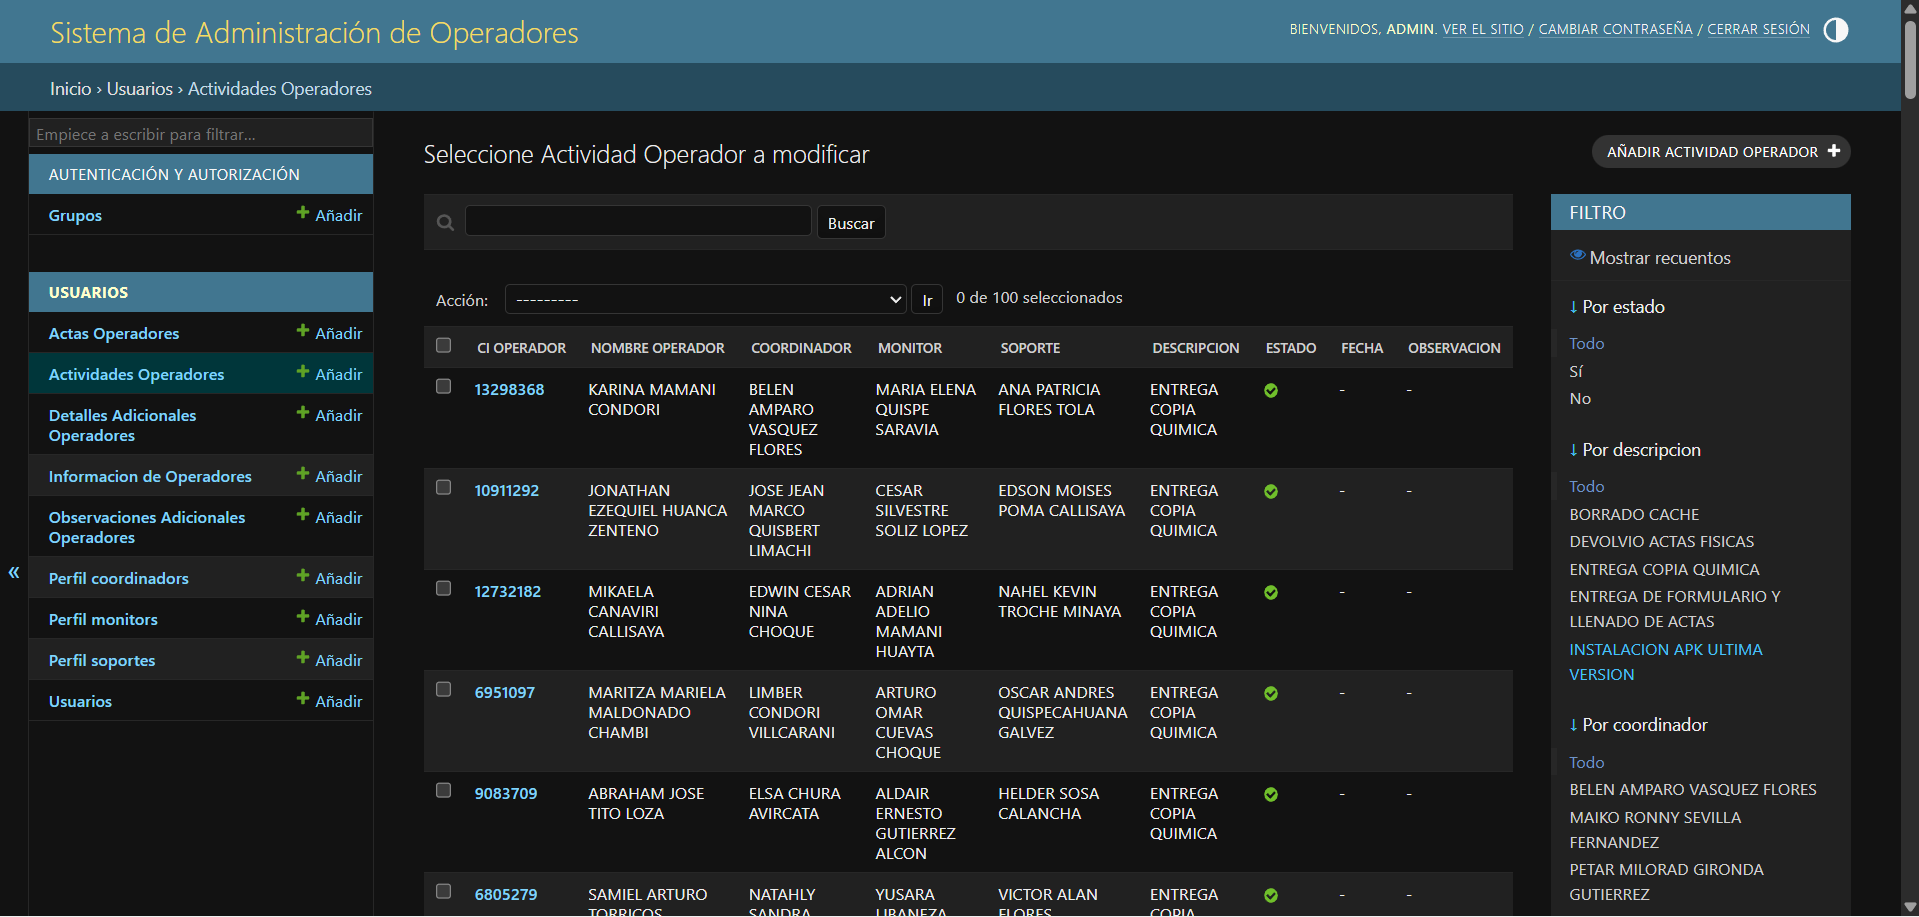 Sistema de Administración de Operadores
BIENVENIDOS, ADMIN. VER EL SITIO / CAMBIAR CONTRASEÑA / CERRAR SESIÓN
Inicio › Usuarios › Actividades Operadores
Empiece a escribir para filtrar...
AUTENTICACIÓN Y AUTORIZACIÓN
Grupos + Añadir
USUARIOS
Actas Operadores + Añadir
Actividades Operadores + Añadir
Detalles Adicionales
Operadores + Añadir
Informacion de Operadores + Añadir
Observaciones Adicionales
Operadores + Añadir
Perfil coordinadors + Añadir
Perfil monitors + Añadir
Perfil soportes + Añadir
Usuarios + Añadir
«
Seleccione Actividad Operador a modificar
AÑADIR ACTIVIDAD OPERADOR +
Buscar
Acción: --------- Ir 0 de 100 seleccionados
CI OPERADOR NOMBRE OPERADOR COORDINADOR MONITOR SOPORTE DESCRIPCION ESTADO FECHA OBSERVACION
13298368 KARINA MAMANI BELEN MARIA ELENA ANA PATRICIA ENTREGA - -
CONDORI AMPARO QUISPE FLORES TOLA COPIA
VASQUEZ SARAVIA QUIMICA
FLORES
10911292 JONATHAN JOSE JEAN CESAR EDSON MOISES ENTREGA - -
EZEQUIEL HUANCA MARCO SILVESTRE POMA CALLISAYA COPIA
ZENTENO QUISBERT SOLIZ LOPEZ QUIMICA
LIMACHI
12732182 MIKAELA EDWIN CESAR ADRIAN NAHEL KEVIN ENTREGA - -
CANAVIRI NINA ADELIO TROCHE MINAYA COPIA
CALLISAYA CHOQUE MAMANI QUIMICA
HUAYTA
6951097 MARITZA MARIELA LIMBER ARTURO OSCAR ANDRES ENTREGA - -
MALDONADO CONDORI OMAR QUISPECAHUANA COPIA
CHAMBI VILLCARANI CUEVAS GALVEZ QUIMICA
CHOQUE
9083709 ABRAHAM JOSE ELSA CHURA ALDAIR HELDER SOSA ENTREGA - -
TITO LOZA AVIRCATA ERNESTO CALANCHA COPIA
GUTIERREZ QUIMICA
ALCON
6805279 SAMIEL ARTURO NATAHLY YUSARA VICTOR ALAN ENTREGA - -
TORRICOS SANDRA LIBANEZA FLORES COPIA
FILTRO
Mostrar recuentos
↓ Por estado
Todo
Sí
No
↓ Por descripcion
Todo
BORRADO CACHE
DEVOLVIO ACTAS FISICAS
ENTREGA COPIA QUIMICA
ENTREGA DE FORMULARIO Y
LLENADO DE ACTAS
INSTALACION APK ULTIMA
VERSION
↓ Por coordinador
Todo
BELEN AMPARO VASQUEZ FLORES
MAIKO RONNY SEVILLA
FERNANDEZ
PETAR MILORAD GIRONDA
GUTIERREZ